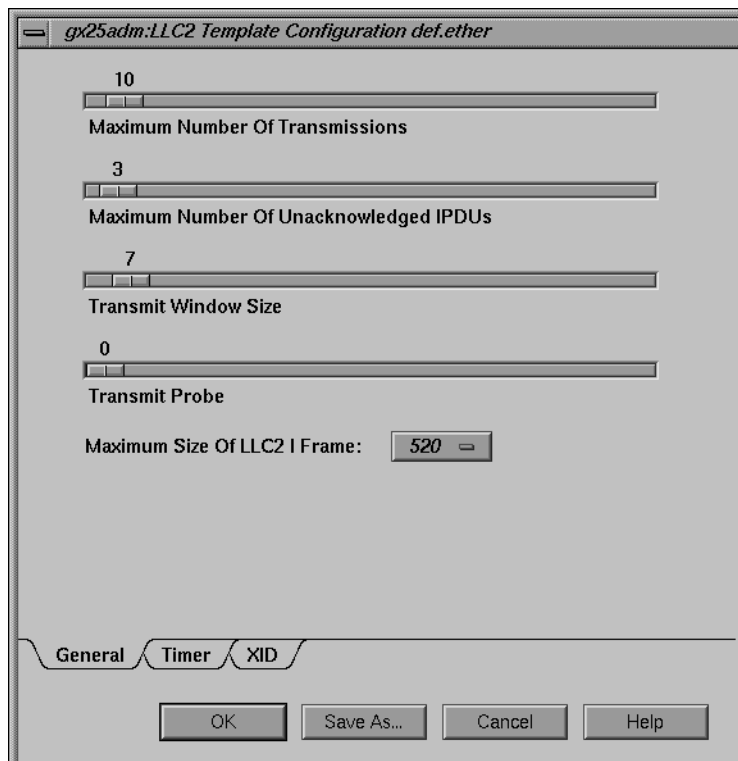 gx25adm:LLC2 Template Configuration def.ether
10
Maximum Number Of Transmissions
3
Maximum Number Of Unacknowledged IPDUs
7
Transmit Window Size
0
Transmit Probe
Maximum Size Of LLC2 I Frame: 520
General Timer XID
OK Save As... Cancel Help